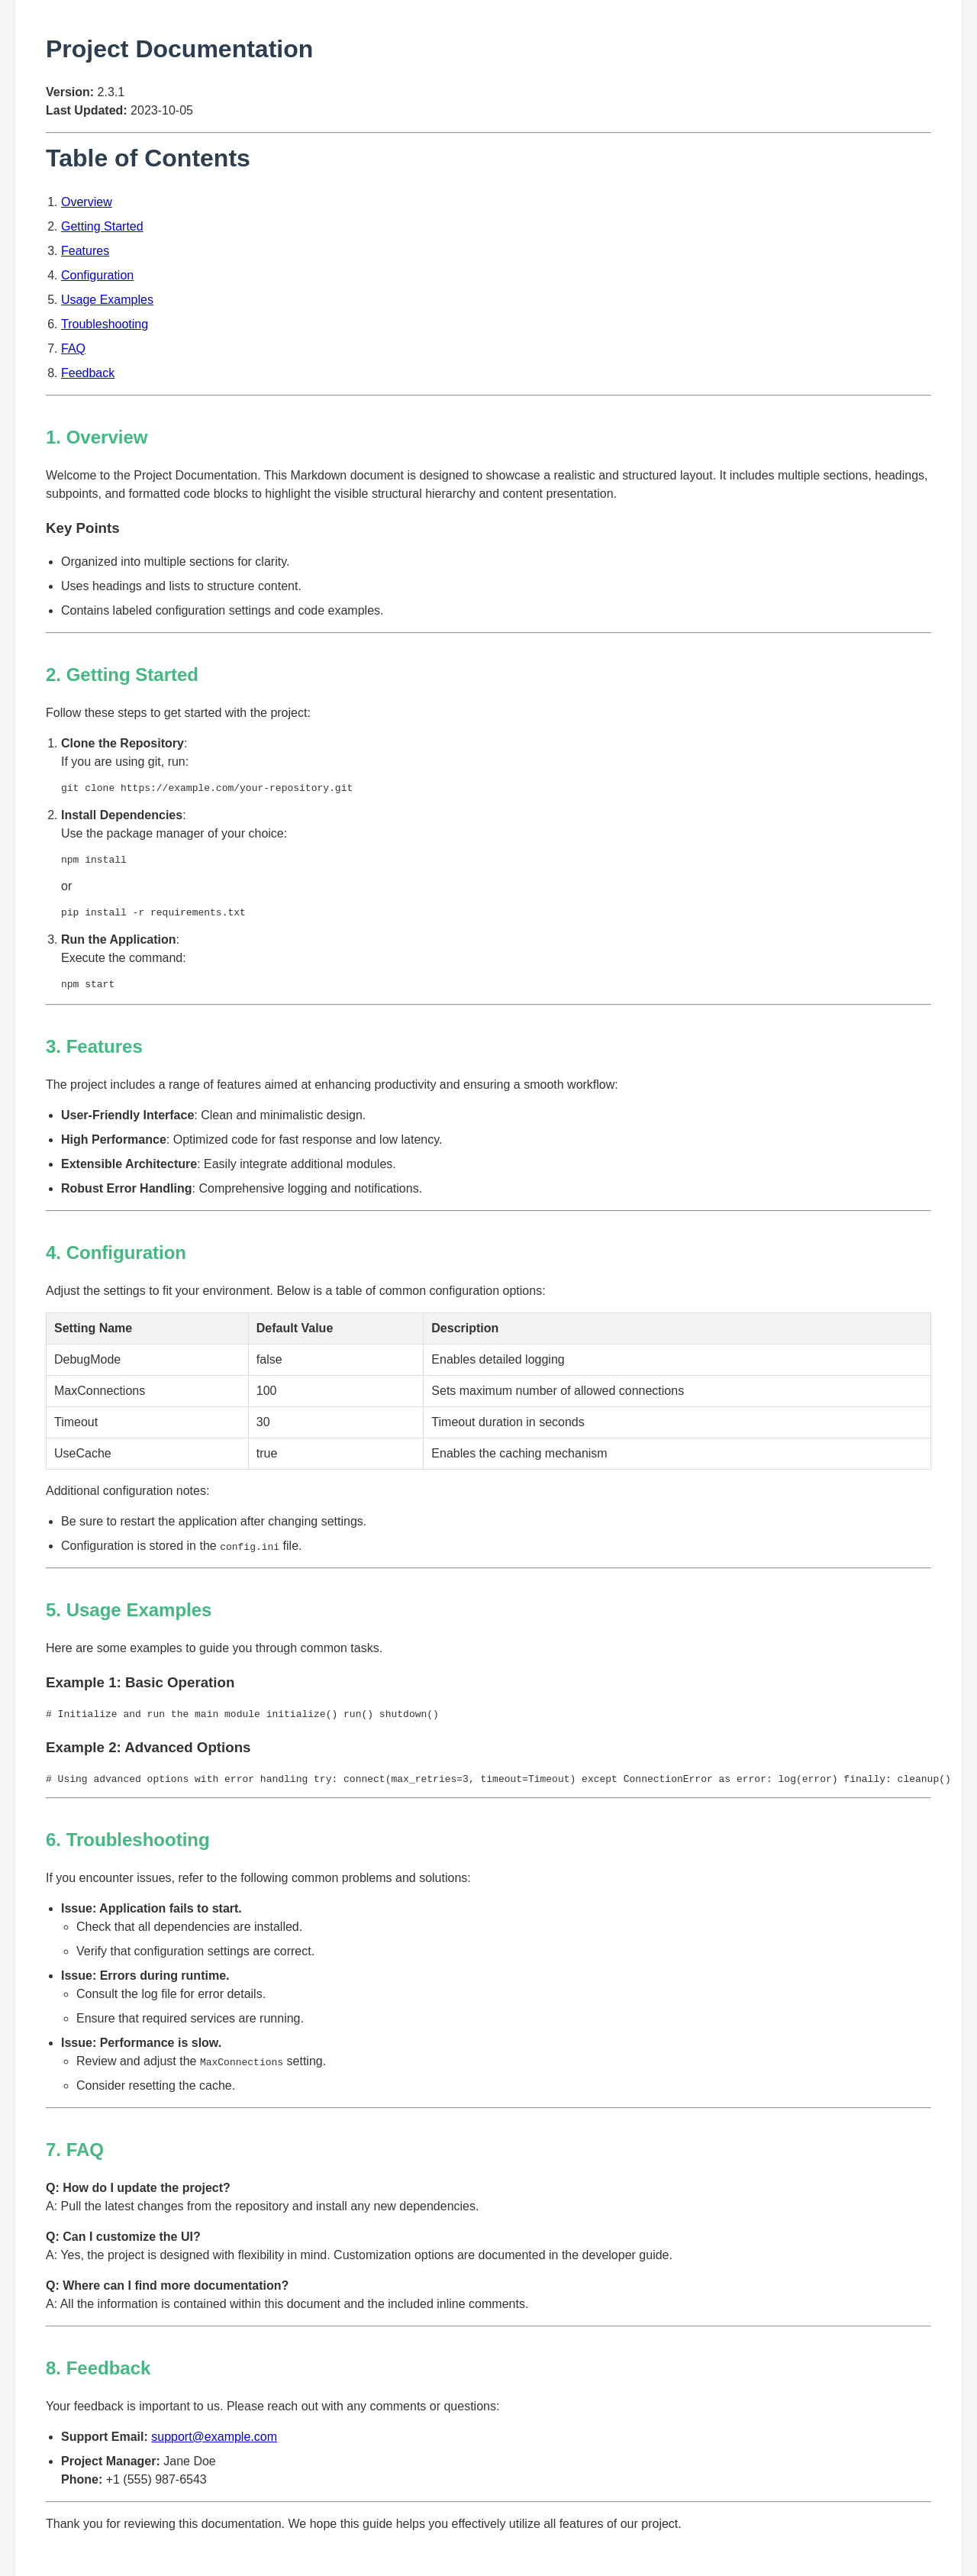 Project Documentation
Version: 2.3.1
Last Updated: 2023-10-05
Table of Contents
1. Overview
2. Getting Started
3. Features
4. Configuration
5. Usage Examples
6. Troubleshooting
7. FAQ
8. Feedback
1. Overview
Welcome to the Project Documentation. This Markdown document is designed to showcase a realistic and structured layout. It includes multiple sections, headings,
subpoints, and formatted code blocks to highlight the visible structural hierarchy and content presentation.
Key Points
• Organized into multiple sections for clarity.
• Uses headings and lists to structure content.
• Contains labeled configuration settings and code examples.
2. Getting Started
Follow these steps to get started with the project:
1. Clone the Repository:
If you are using git, run:
git clone https://example.com/your-repository.git
2. Install Dependencies:
Use the package manager of your choice:
npm install
or
pip install -r requirements.txt
3. Run the Application:
Execute the command:
npm start
3. Features
The project includes a range of features aimed at enhancing productivity and ensuring a smooth workflow:
• User-Friendly Interface: Clean and minimalistic design.
• High Performance: Optimized code for fast response and low latency.
• Extensible Architecture: Easily integrate additional modules.
• Robust Error Handling: Comprehensive logging and notifications.
4. Configuration
Adjust the settings to fit your environment. Below is a table of common configuration options:
Setting Name Default Value Description
DebugMode false Enables detailed logging
MaxConnections 100 Sets maximum number of allowed connections
Timeout 30 Timeout duration in seconds
UseCache true Enables the caching mechanism
Additional configuration notes:
• Be sure to restart the application after changing settings.
• Configuration is stored in the config.ini file.
5. Usage Examples
Here are some examples to guide you through common tasks.
Example 1: Basic Operation
# Initialize and run the main module initialize() run() shutdown()
Example 2: Advanced Options
# Using advanced options with error handling try: connect(max_retries=3, timeout=Timeout) except ConnectionError as error: log(error) finally: cleanup()
6. Troubleshooting
If you encounter issues, refer to the following common problems and solutions:
• Issue: Application fails to start.
◦ Check that all dependencies are installed.
◦ Verify that configuration settings are correct.
• Issue: Errors during runtime.
◦ Consult the log file for error details.
◦ Ensure that required services are running.
• Issue: Performance is slow.
◦ Review and adjust the MaxConnections setting.
◦ Consider resetting the cache.
7. FAQ
Q: How do I update the project?
A: Pull the latest changes from the repository and install any new dependencies.
Q: Can I customize the UI?
A: Yes, the project is designed with flexibility in mind. Customization options are documented in the developer guide.
Q: Where can I find more documentation?
A: All the information is contained within this document and the included inline comments.
8. Feedback
Your feedback is important to us. Please reach out with any comments or questions:
• Support Email: support@example.com
• Project Manager: Jane Doe
Phone: +1 (555) 987-6543
Thank you for reviewing this documentation. We hope this guide helps you effectively utilize all features of our project.